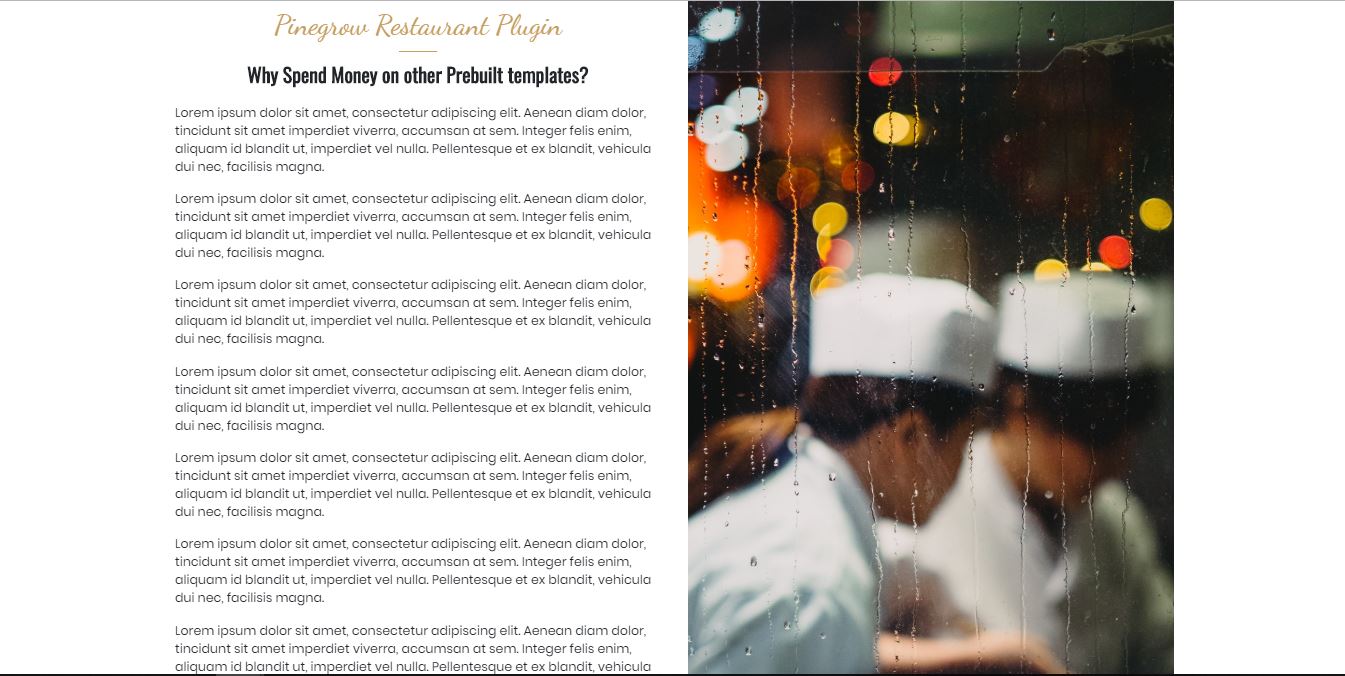 Pinegrow Restaurant Plugin
Why Spend Money on other Prebuilt templates?
Lorem ipsum dolor sit amet, consectetur adipiscing elit. Aenean diam dolor,
tincidunt sit amet imperdiet viverra, accumsan at sem. Integer felis enim,
aliquam id blandit ut, imperdiet vel nulla. Pellentesque et ex blandit, vehicula
dui nec, facilisis magna.
Lorem ipsum dolor sit amet, consectetur adipiscing elit. Aenean diam dolor,
tincidunt sit amet imperdiet viverra, accumsan at sem. Integer felis enim,
aliquam id blandit ut, imperdiet vel nulla. Pellentesque et ex blandit, vehicula
dui nec, facilisis magna.
Lorem ipsum dolor sit amet, consectetur adipiscing elit. Aenean diam dolor,
tincidunt sit amet imperdiet viverra, accumsan at sem. Integer felis enim,
aliquam id blandit ut, imperdiet vel nulla. Pellentesque et ex blandit, vehicula
dui nec, facilisis magna.
Lorem ipsum dolor sit amet, consectetur adipiscing elit. Aenean diam dolor,
tincidunt sit amet imperdiet viverra, accumsan at sem. Integer felis enim,
aliquam id blandit ut, imperdiet vel nulla. Pellentesque et ex blandit, vehicula
dui nec, facilisis magna.
Lorem ipsum dolor sit amet, consectetur adipiscing elit. Aenean diam dolor,
tincidunt sit amet imperdiet viverra, accumsan at sem. Integer felis enim,
aliquam id blandit ut, imperdiet vel nulla. Pellentesque et ex blandit, vehicula
dui nec, facilisis magna.
Lorem ipsum dolor sit amet, consectetur adipiscing elit. Aenean diam dolor,
tincidunt sit amet imperdiet viverra, accumsan at sem. Integer felis enim,
aliquam id blandit ut, imperdiet vel nulla. Pellentesque et ex blandit, vehicula
dui nec, facilisis magna.
Lorem ipsum dolor sit amet, consectetur adipiscing elit. Aenean diam dolor,
tincidunt sit amet imperdiet viverra, accumsan at sem. Integer felis enim,
aliquam id blandit ut, imperdiet vel nulla. Pellentesque et ex blandit, vehicula